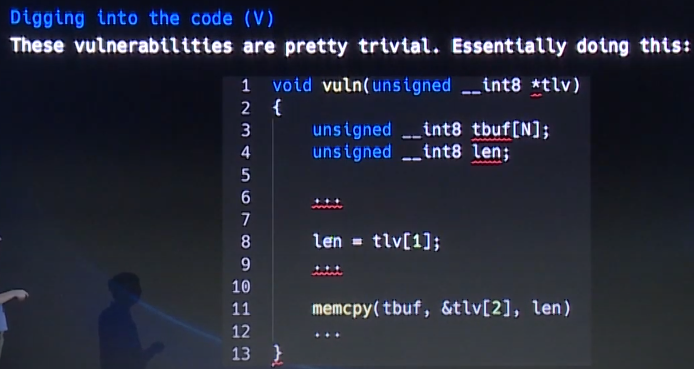 Digging into the code (V)
These vulnerabilities are pretty trivial. Essentially doing this:
1 void vuln(unsigned __int8 *tlv)
2 {
3 unsigned __int8 tbuf[N];
4 unsigned __int8 len;
5
6 ...
7
8 len = tlv[1];
9 ...
10
11 memcpy(tbuf, &tlv[2], len)
12 ...
13 }